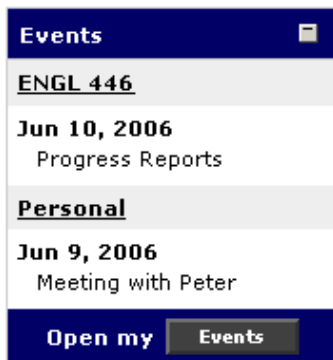 Events
ENGL 446
Jun 10, 2006
Progress Reports
Personal
Jun 9, 2006
Meeting with Peter
Open my Events